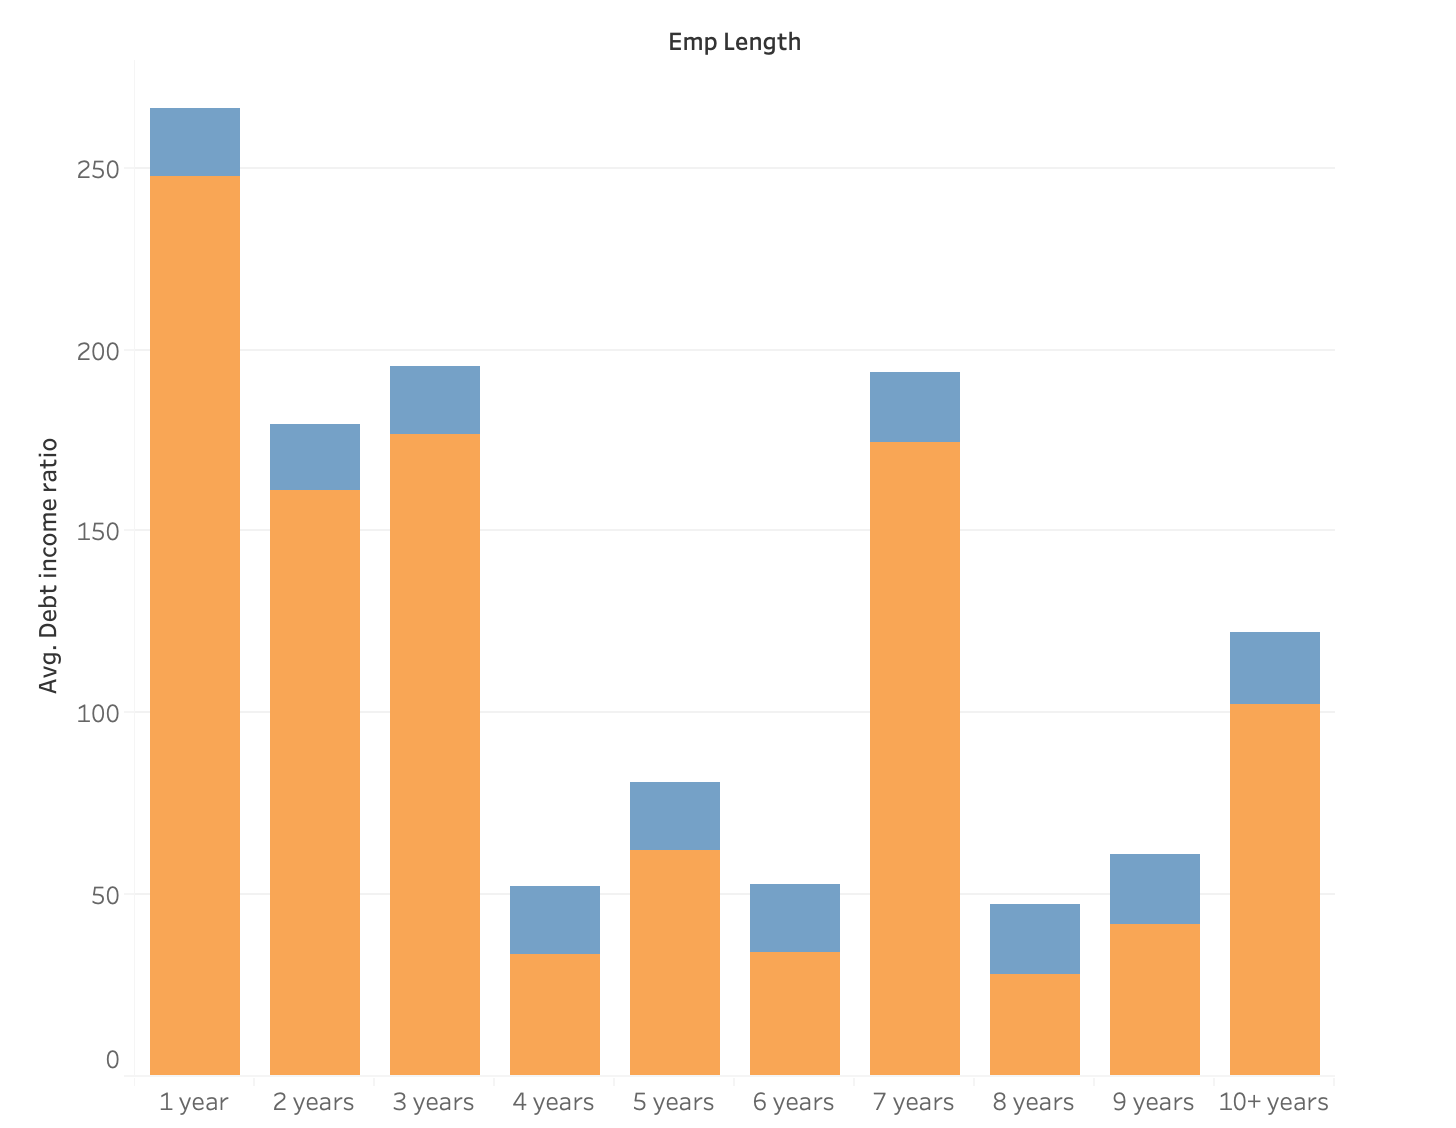 Emp Length
Avg. Debt income ratio
250
200
150
100
50
0
1 year
2 years
3 years
4 years
5 years
6 years
7 years
8 years
9 years
10+ years